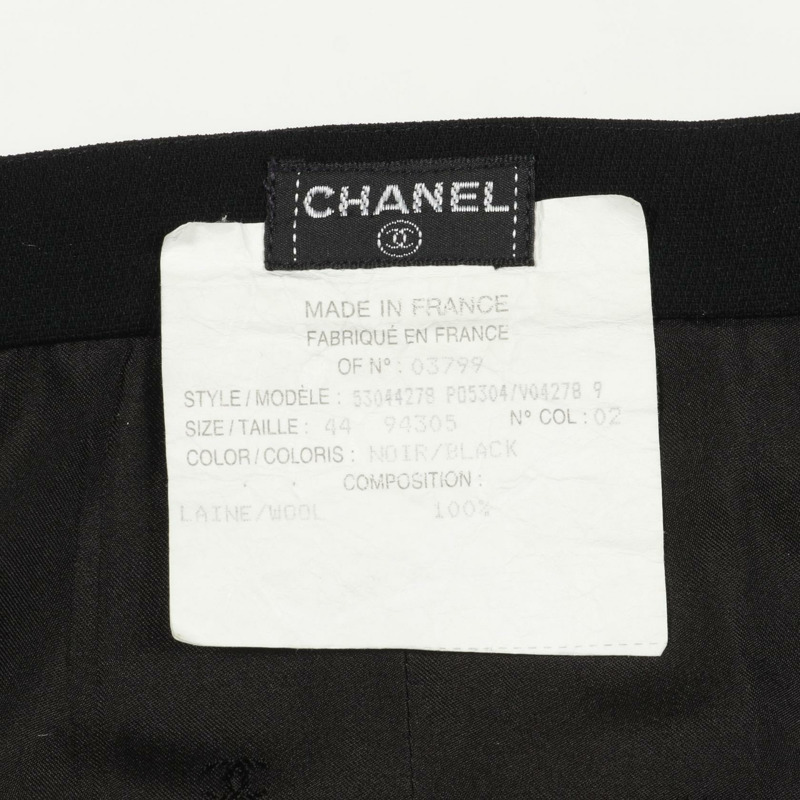 CHANEL
MADE IN FRANCE
FABRIQUÉ EN FRANCE
OF N° : 03799
STYLE / MODÈLE : 53044278 P05304/V04278 9
SIZE / TAILLE : 44 94305 N° COL : 02
COLOR / COLORIS : NOIR/BLACK
COMPOSITION :
LAINE/WOOL 100%